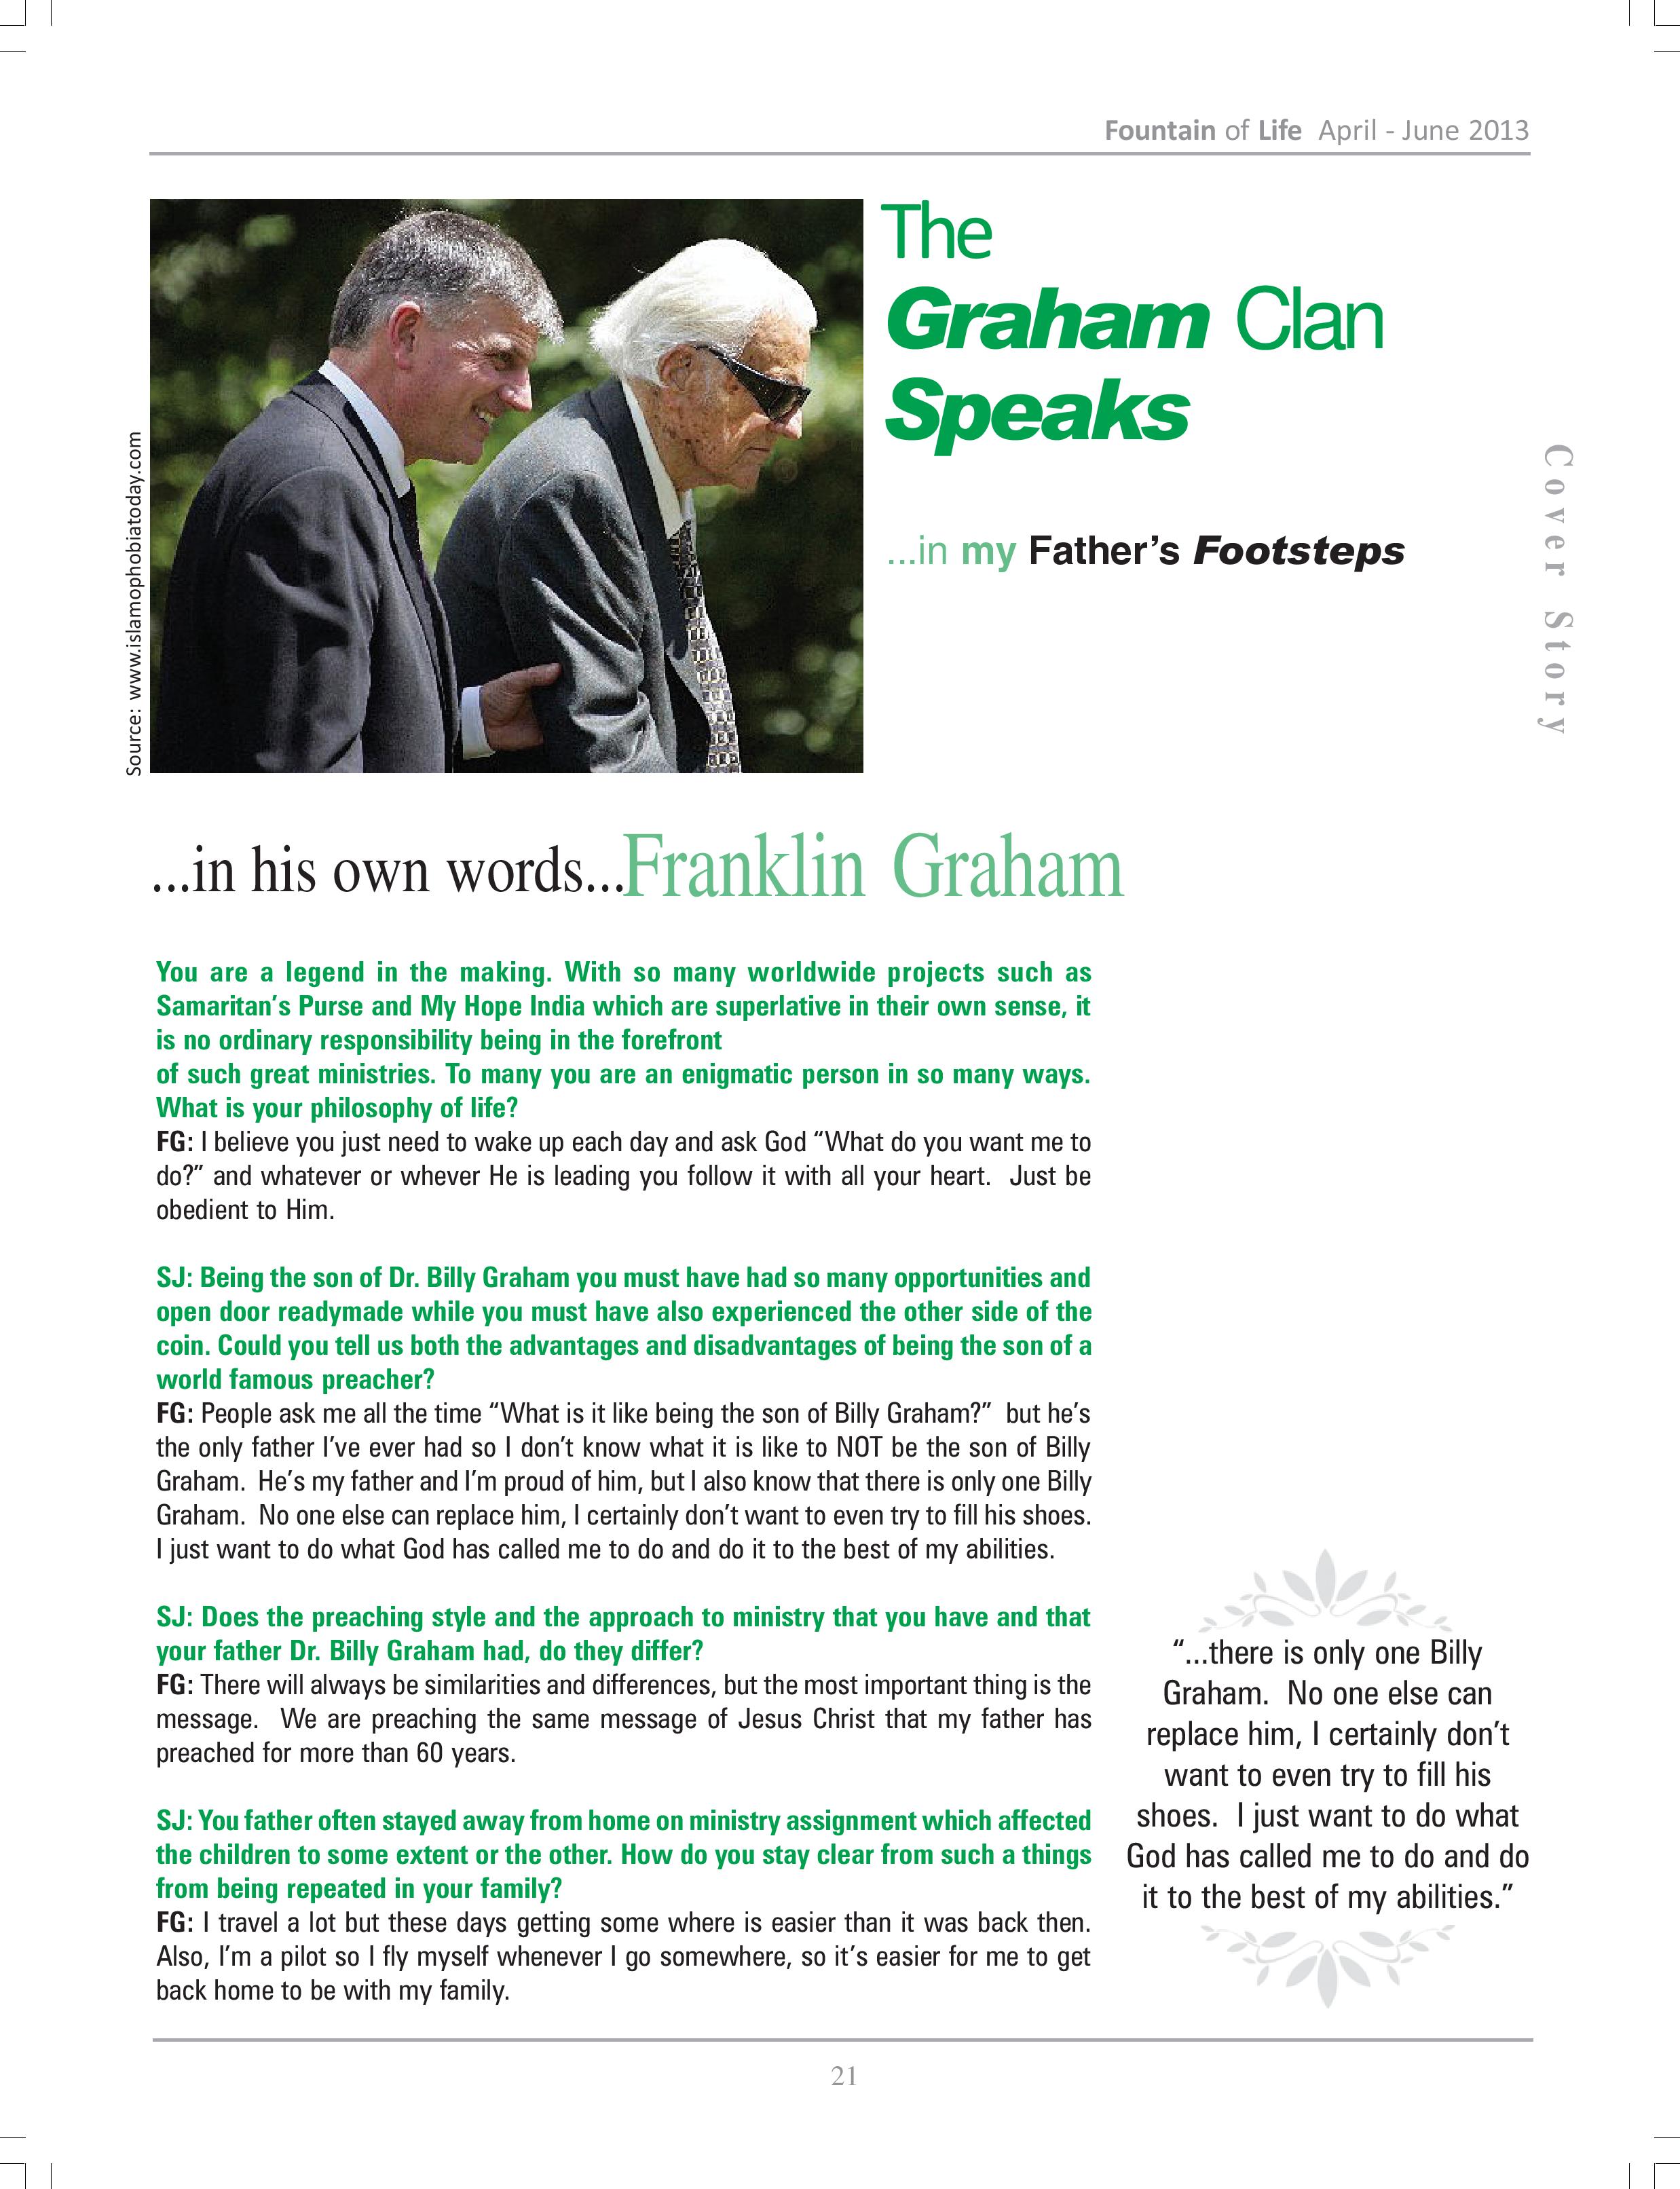 Fountain of Life April - June 2013
The
Graham Clan
Speaks
...in my Father’s Footsteps
Source: www.islamophobiatoday.com
Cover Story
...in his own words...Franklin Graham
You are a legend in the making. With so many worldwide projects such as
Samaritan’s Purse and My Hope India which are superlative in their own sense, it
is no ordinary responsibility being in the forefront
of such great ministries. To many you are an enigmatic person in so many ways.
What is your philosophy of life?
FG: I believe you just need to wake up each day and ask God “What do you want me to
do?” and whatever or whever He is leading you follow it with all your heart. Just be
obedient to Him.
SJ: Being the son of Dr. Billy Graham you must have had so many opportunities and
open door readymade while you must have also experienced the other side of the
coin. Could you tell us both the advantages and disadvantages of being the son of a
world famous preacher?
FG: People ask me all the time “What is it like being the son of Billy Graham?” but he’s
the only father I’ve ever had so I don’t know what it is like to NOT be the son of Billy
Graham. He’s my father and I’m proud of him, but I also know that there is only one Billy
Graham. No one else can replace him, I certainly don’t want to even try to fill his shoes.
I just want to do what God has called me to do and do it to the best of my abilities.
SJ: Does the preaching style and the approach to ministry that you have and that
your father Dr. Billy Graham had, do they differ?
FG: There will always be similarities and differences, but the most important thing is the
message. We are preaching the same message of Jesus Christ that my father has
preached for more than 60 years.
SJ: You father often stayed away from home on ministry assignment which affected
the children to some extent or the other. How do you stay clear from such a things
from being repeated in your family?
FG: I travel a lot but these days getting some where is easier than it was back then.
Also, I’m a pilot so I fly myself whenever I go somewhere, so it’s easier for me to get
back home to be with my family.
“...there is only one Billy
Graham. No one else can
replace him, I certainly don’t
want to even try to fill his
shoes. I just want to do what
God has called me to do and do
it to the best of my abilities.”
21